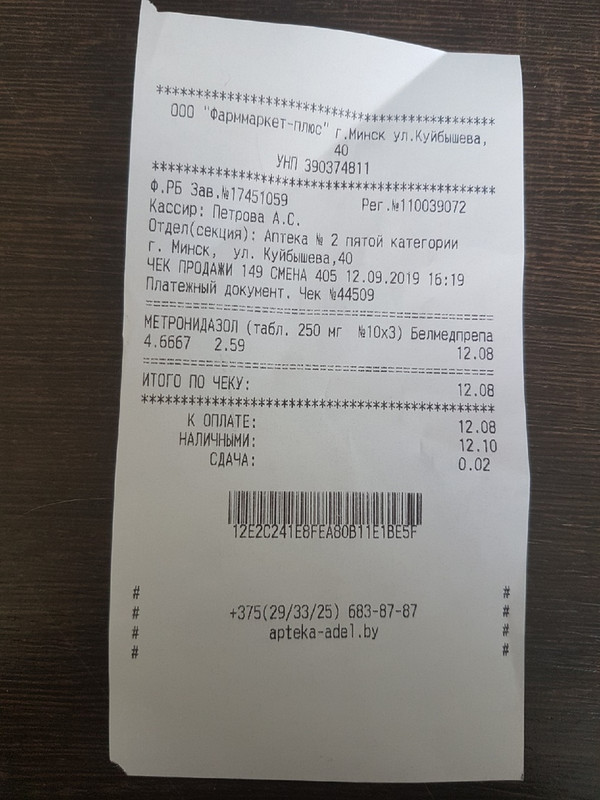 ****************************************
ООО "Фармmаркет-плюс" г.Минск ул.Куйбышева,
40
УНП 390374811
****************************************
Ф.РБ Зав.№17451059 Рег.№110039072
Кассир: Петрова А.С.
Отдел(секция): Аптека № 2 пятой категории
г. Минск, ул. Куйбышева,40
ЧЕК ПРОДАЖИ 149 СМЕНА 405 12.09.2019 16:19
Платежный документ. Чек №44509
========================================
МЕТРОНИДАЗОЛ (табл. 250 мг №10х3) Белмедпрепа
4.6667 2.59 12.08
========================================
ИТОГО ПО ЧЕКУ: 12.08
****************************************
К ОПЛАТЕ: 12.08
НАЛИЧНЫМИ: 12.10
СДАЧА: 0.02
12E2C241E8FEA80B11E1BE5F
# #
# +375(29/33/25) 683-87-87 #
# apteka-adel.by #
# #